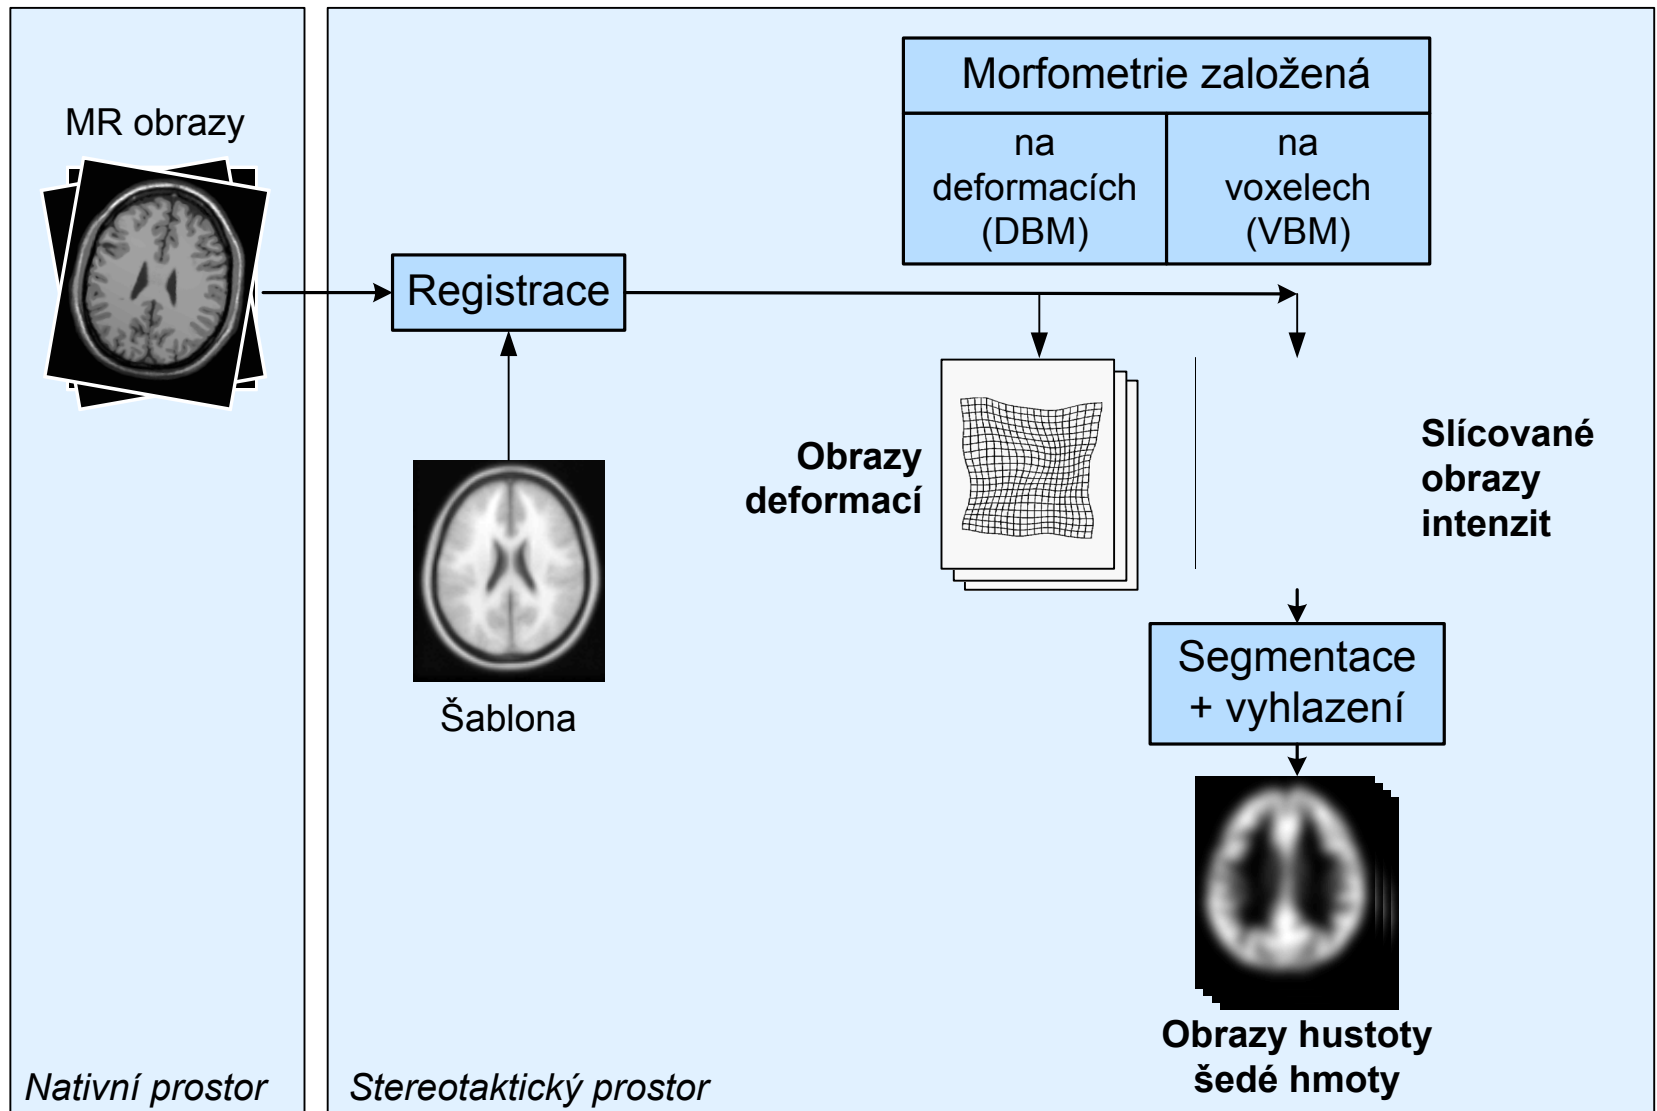 MR obrazy
Morfometrie založená
na
deformacích
(DBM)
na
voxelech
(VBM)
Registrace
Obrazy
deformací
Slícované
obrazy
intenzit
Šablona
Segmentace
+ vyhlazení
Obrazy hustoty
šedé hmoty
Nativní prostor
Stereotaktický prostor